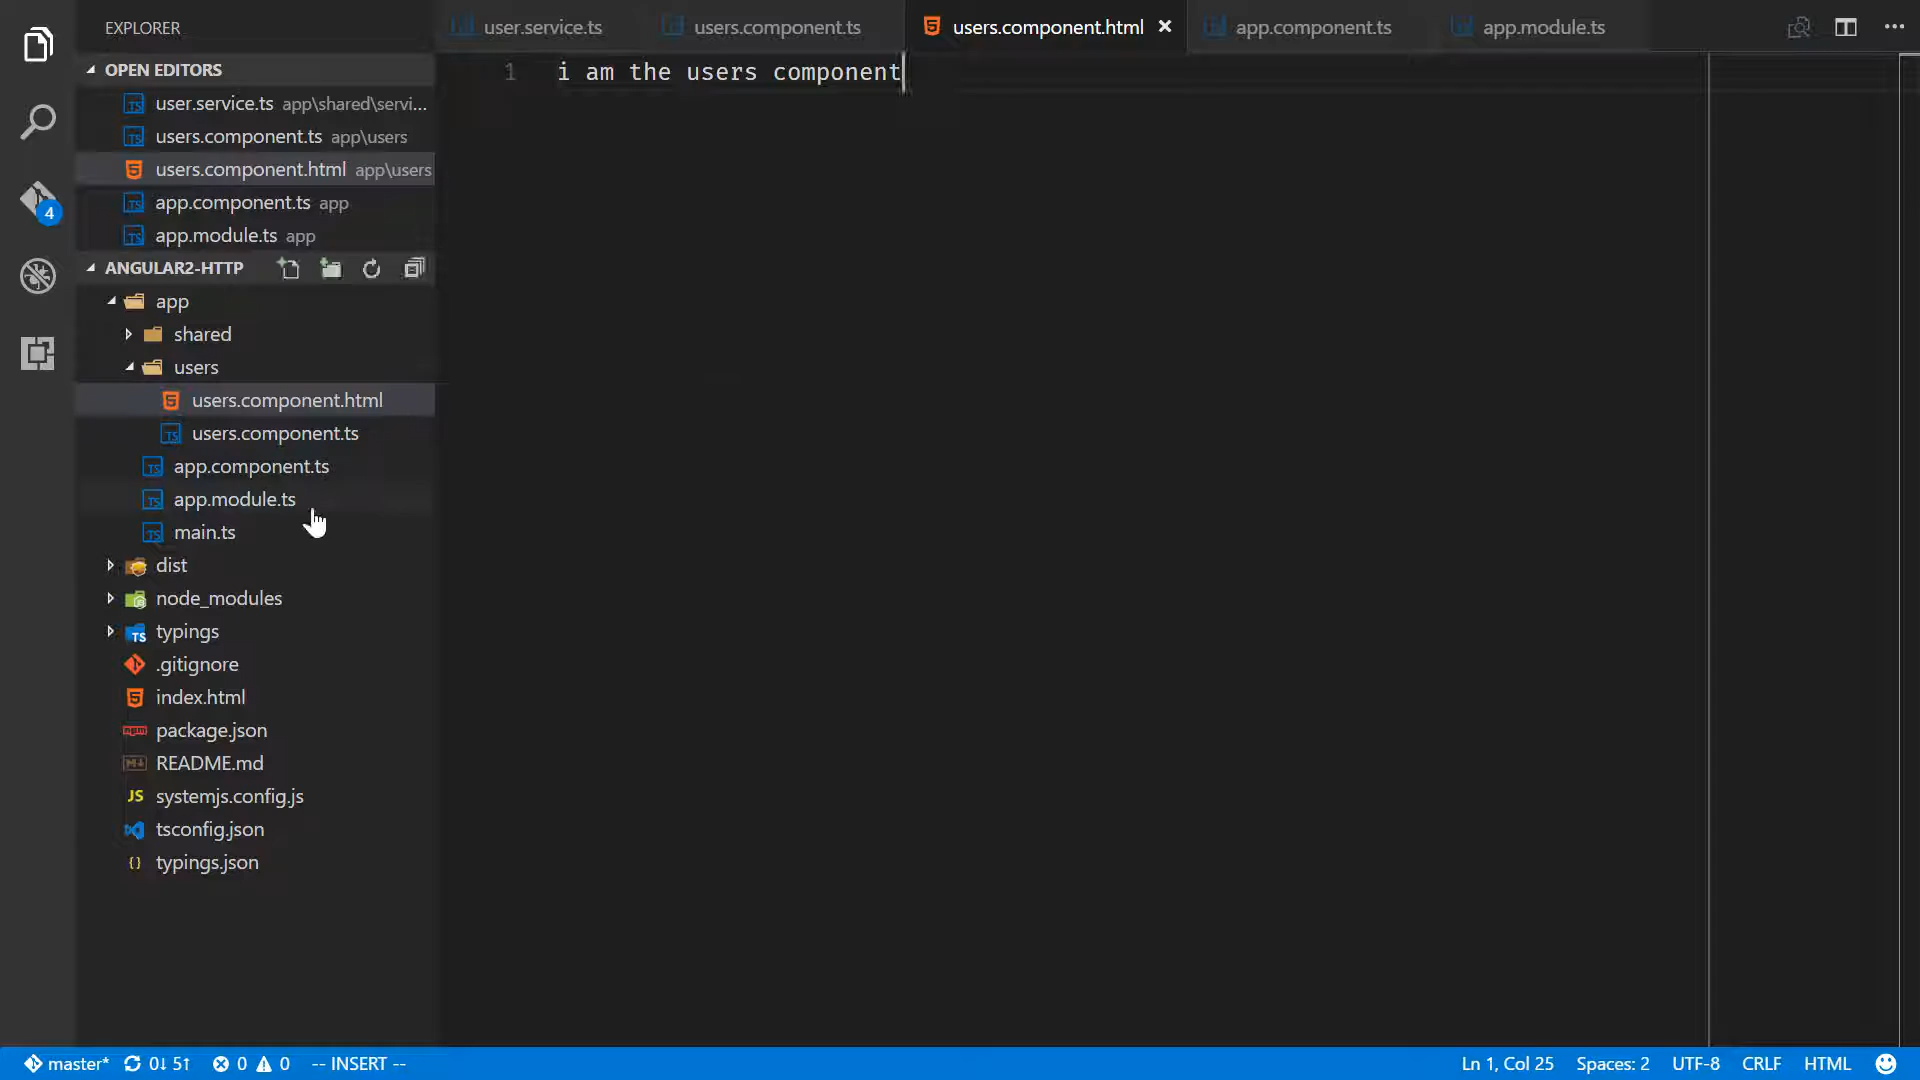 EXPLORER
user.service.ts
users.component.ts
users.component.html
app.component.ts
app.module.ts
OPEN EDITORS
user.service.ts app\shared\servi...
users.component.ts app\users
users.component.html app\users
app.component.ts app
app.module.ts app
ANGULAR2-HTTP
app
shared
users
users.component.html
users.component.ts
app.component.ts
app.module.ts
main.ts
dist
node_modules
typings
.gitignore
index.html
package.json
README.md
systemjs.config.js
tsconfig.json
typings.json
1 i am the users component
4
master* 0↓ 5↑ 0 0 -- INSERT -- Ln 1, Col 25 Spaces: 2 UTF-8 CRLF HTML